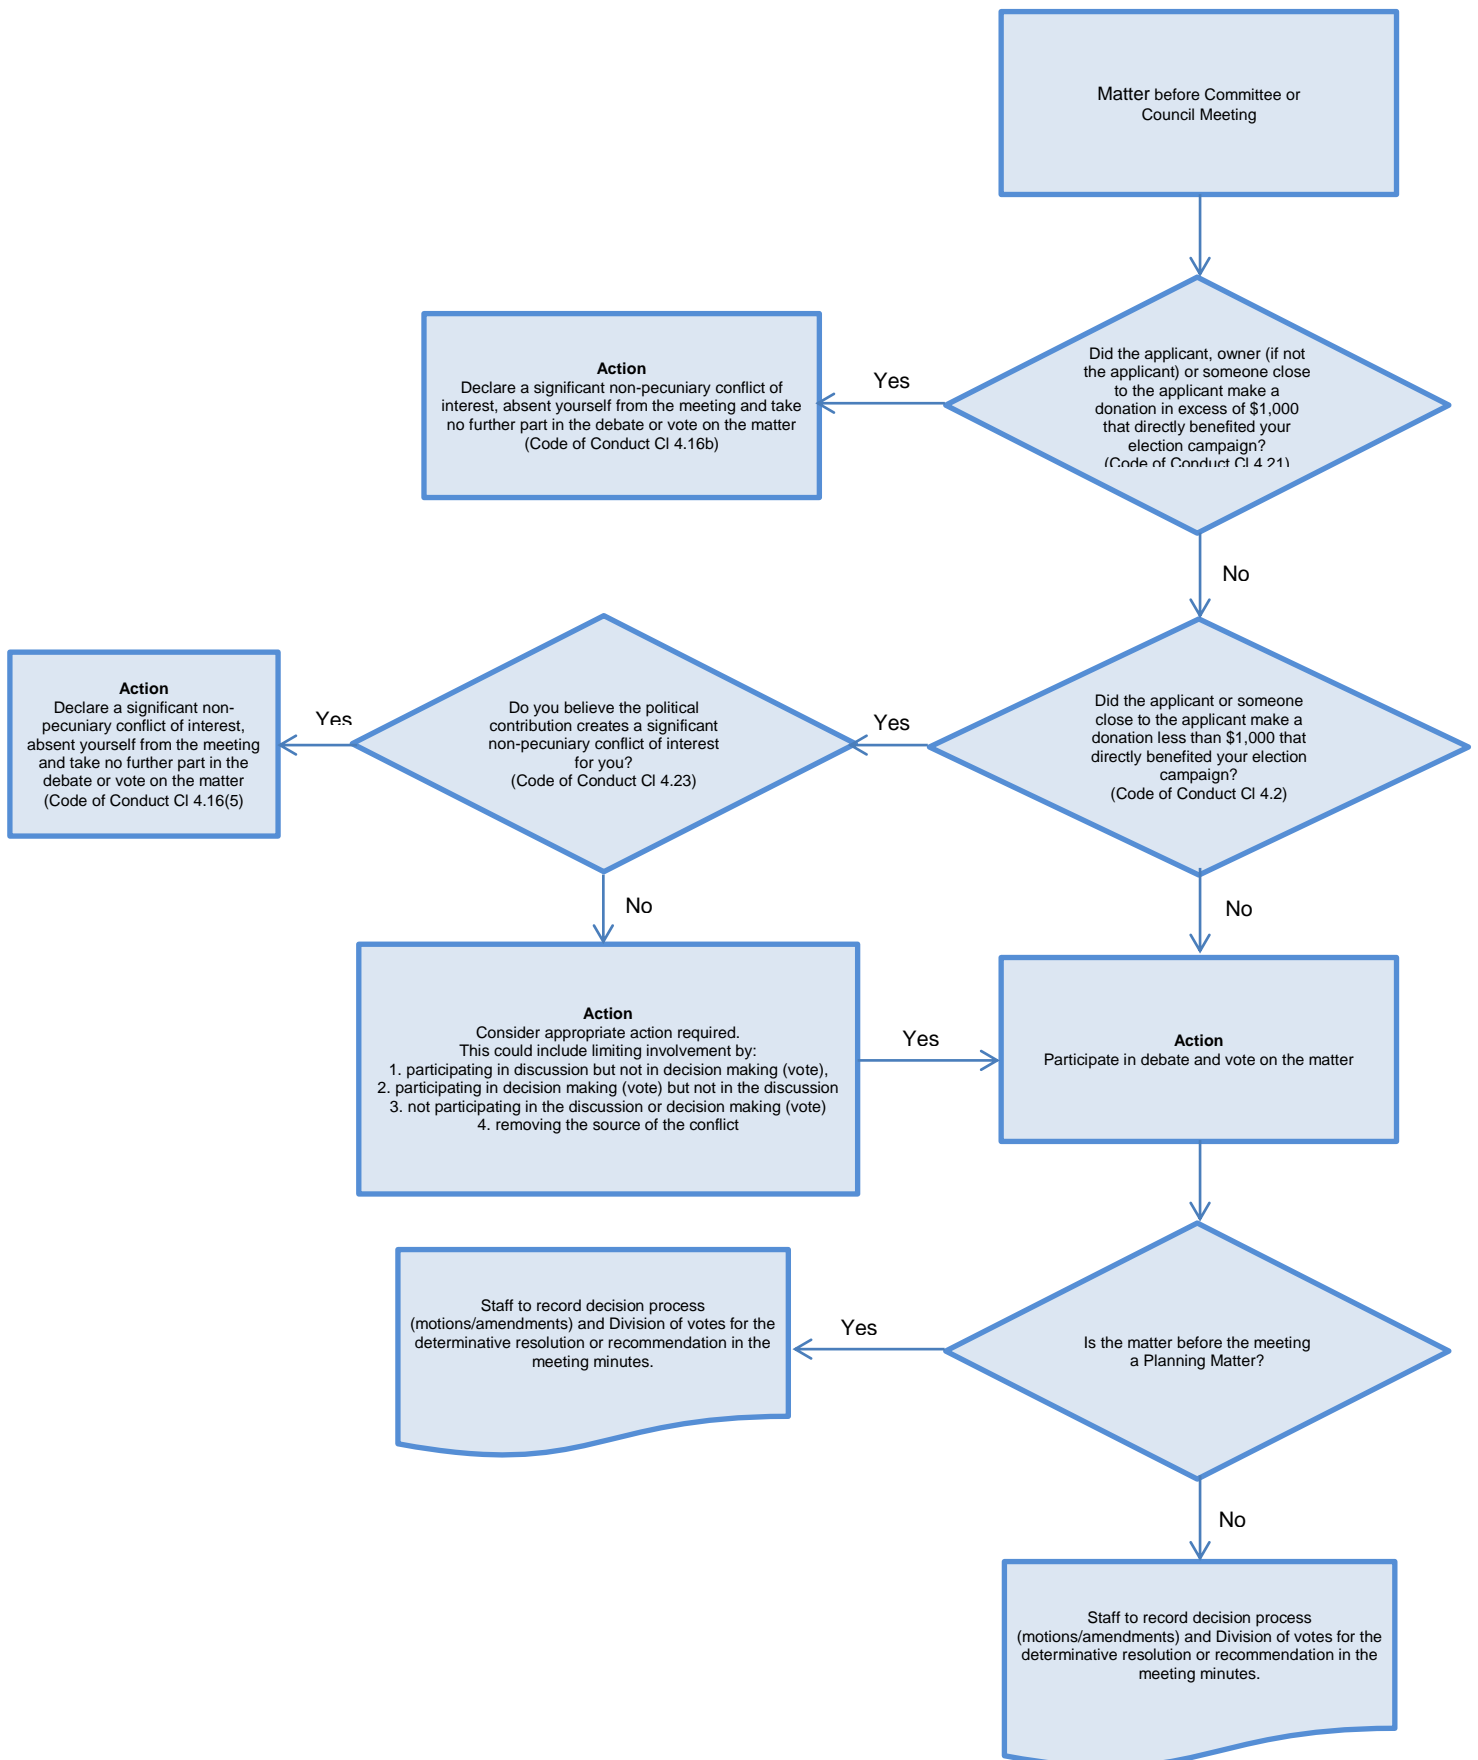 Matter before Committee or
Council Meeting
Did the applicant, owner (if not
the applicant) or someone close
to the applicant make a
donation in excess of $1,000
that directly benefited your
election campaign?
(Code of Conduct Cl 4.21)
Yes
Action
Declare a significant non-pecuniary conflict of
interest, absent yourself from the meeting and take
no further part in the debate or vote on the matter
(Code of Conduct Cl 4.16b)
No
Did the applicant or someone
close to the applicant make a
donation less than $1,000 that
directly benefited your election
campaign?
(Code of Conduct Cl 4.2)
Yes
Do you believe the political
contribution creates a significant
non-pecuniary conflict of interest
for you?
(Code of Conduct Cl 4.23)
Yes
Action
Declare a significant non-
pecuniary conflict of interest,
absent yourself from the meeting
and take no further part in the
debate or vote on the matter
(Code of Conduct Cl 4.16(5)
No
No
Action
Consider appropriate action required.
This could include limiting involvement by:
1. participating in discussion but not in decision making (vote),
2. participating in decision making (vote) but not in the discussion
3. not participating in the discussion or decision making (vote)
4. removing the source of the conflict
Yes
Action
Participate in debate and vote on the matter
Is the matter before the meeting
a Planning Matter?
Yes
Staff to record decision process
(motions/amendments) and Division of votes for the
determinative resolution or recommendation in the
meeting minutes.
No
Staff to record decision process
(motions/amendments) and Division of votes for the
determinative resolution or recommendation in the
meeting minutes.